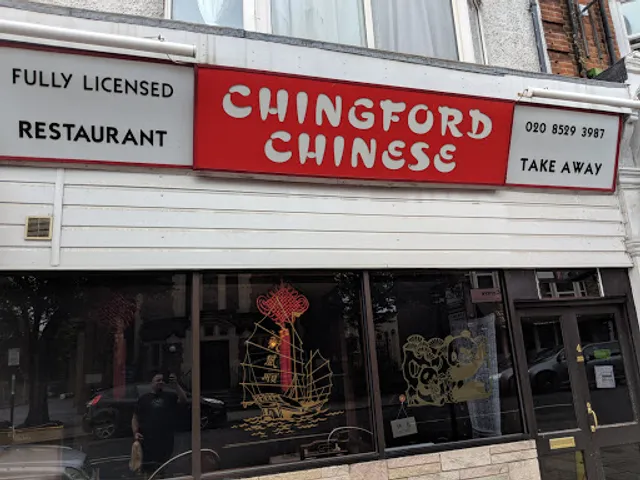 FULLY LICENSED
RESTAURANT
CHINGFORD
CHINESE
020 8529 3987
TAKE AWAY